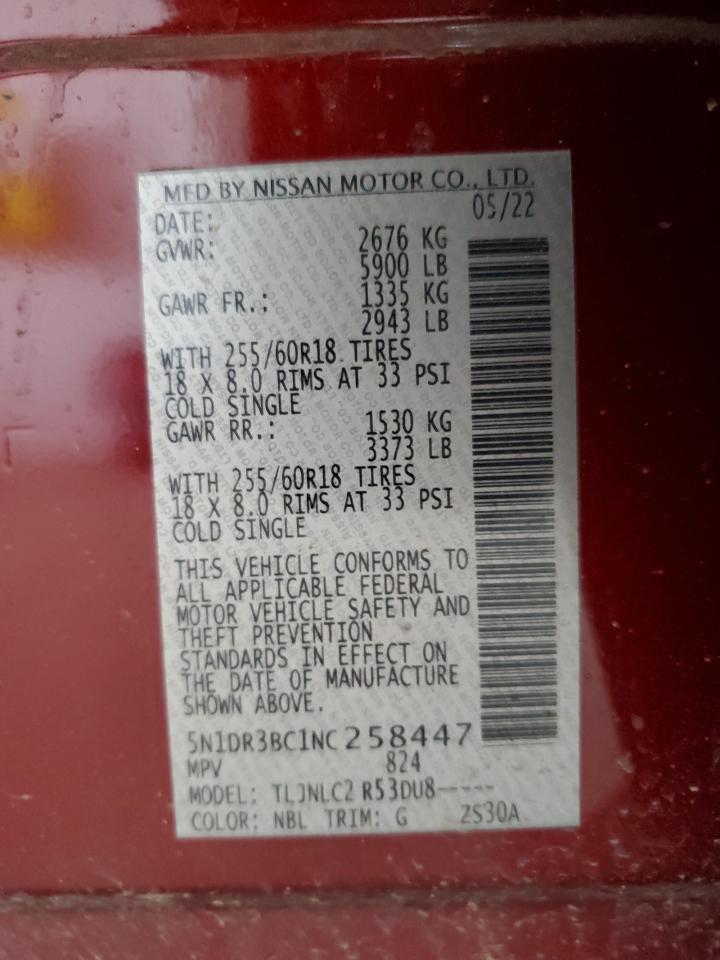 MFD BY NISSAN MOTOR CO., LTD.
DATE: 05/22
GVWR: 2676 KG
5900 LB
GAWR FR.: 1335 KG
2943 LB
WITH 255/60R18 TIRES
18 X 8.0 RIMS AT 33 PSI
COLD SINGLE
GAWR RR.: 1530 KG
3373 LB
WITH 255/60R18 TIRES
18 X 8.0 RIMS AT 33 PSI
COLD SINGLE
THIS VEHICLE CONFORMS TO
ALL APPLICABLE FEDERAL
MOTOR VEHICLE SAFETY AND
THEFT PREVENTION
STANDARDS IN EFFECT ON
THE DATE OF MANUFACTURE
SHOWN ABOVE.
5N1DR3BC1NC258447
MPV 824
MODEL: TLJNLC2 R53DU8-----
COLOR: NBL TRIM: G ZS30A